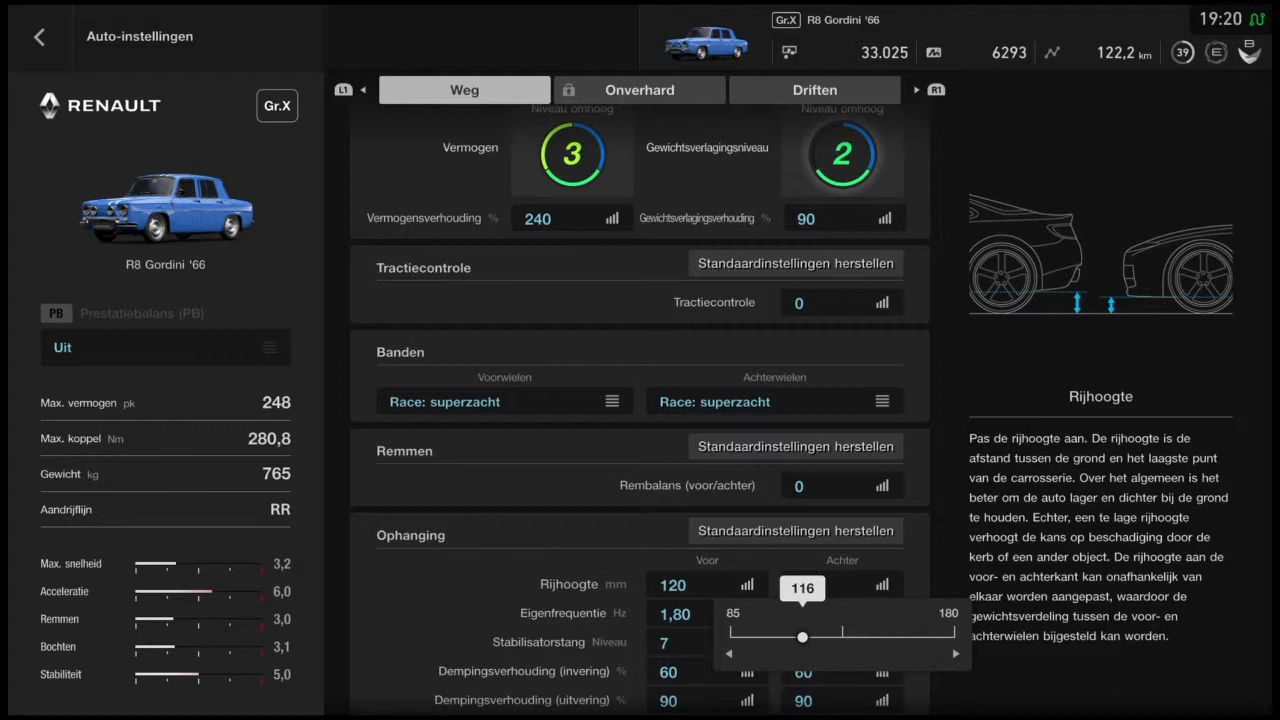 Auto-instellingen
Gr.X R8 Gordini '66
19:20
33.025
6293
122,2 km
39
E
B
RENAULT
Gr.X
R8 Gordini '66
PB Prestatiebalans (PB)
Uit
Max. vermogen pk 248
Max. koppel Nm 280,8
Gewicht kg 765
Aandrijflijn RR
Max. snelheid 3,2
Acceleratie 6,0
Remmen 3,0
Bochten 3,1
Stabiliteit 5,0
L1 Weg Onverhard Driften R1
Niveau omhoog Niveau omhoog
Vermogen 3 Gewichtsverlagingsniveau 2
Vermogensverhouding % 240 Gewichtsverlagingsverhouding % 90
Tractiecontrole Standaardinstellingen herstellen
Tractiecontrole 0
Banden
Voorwielen Achterwielen
Race: superzacht Race: superzacht
Remmen Standaardinstellingen herstellen
Rembalans (voor/achter) 0
Ophanging Standaardinstellingen herstellen
Voor Achter
Rijhoogte mm 120 116
Eigenfrequentie Hz 1,80
85 180
Stabilisatorstang Niveau 7
Dempingsverhouding (invering) % 60 60
Dempingsverhouding (uitvering) % 90 90
Rijhoogte
Pas de rijhoogte aan. De rijhoogte is de
afstand tussen de grond en het laagste punt
van de carrosserie. Over het algemeen is het
beter om de auto lager en dichter bij de grond
te houden. Echter, een te lage rijhoogte
verhoogt de kans op beschadiging door de
kerb of een ander object. De rijhoogte aan de
voor- en achterkant kan onafhankelijk van
elkaar worden aangepast, waardoor de
gewichtsverdeling tussen de voor- en
achterwielen bijgesteld kan worden.